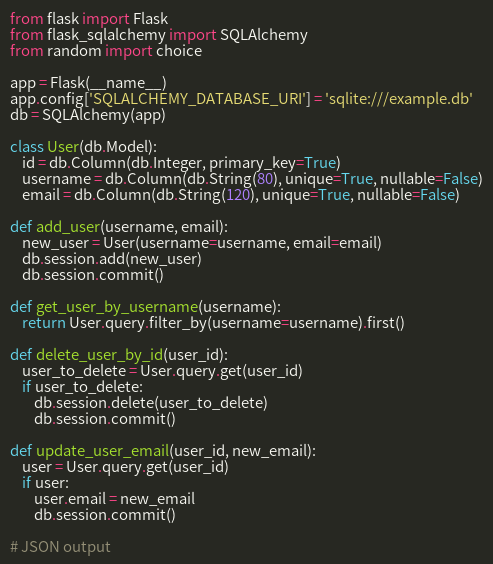 from flask import Flask
from flask_sqlalchemy import SQLAlchemy
from random import choice

app = Flask(__name__)
app.config['SQLALCHEMY_DATABASE_URI'] = 'sqlite:///example.db'
db = SQLAlchemy(app)

class User(db.Model):
    id = db.Column(db.Integer, primary_key=True)
    username = db.Column(db.String(80), unique=True, nullable=False)
    email = db.Column(db.String(120), unique=True, nullable=False)

def add_user(username, email):
    new_user = User(username=username, email=email)
    db.session.add(new_user)
    db.session.commit()

def get_user_by_username(username):
    return User.query.filter_by(username=username).first()

def delete_user_by_id(user_id):
    user_to_delete = User.query.get(user_id)
    if user_to_delete:
        db.session.delete(user_to_delete)
        db.session.commit()

def update_user_email(user_id, new_email):
    user = User.query.get(user_id)
    if user:
        user.email = new_email
        db.session.commit()

# JSON output